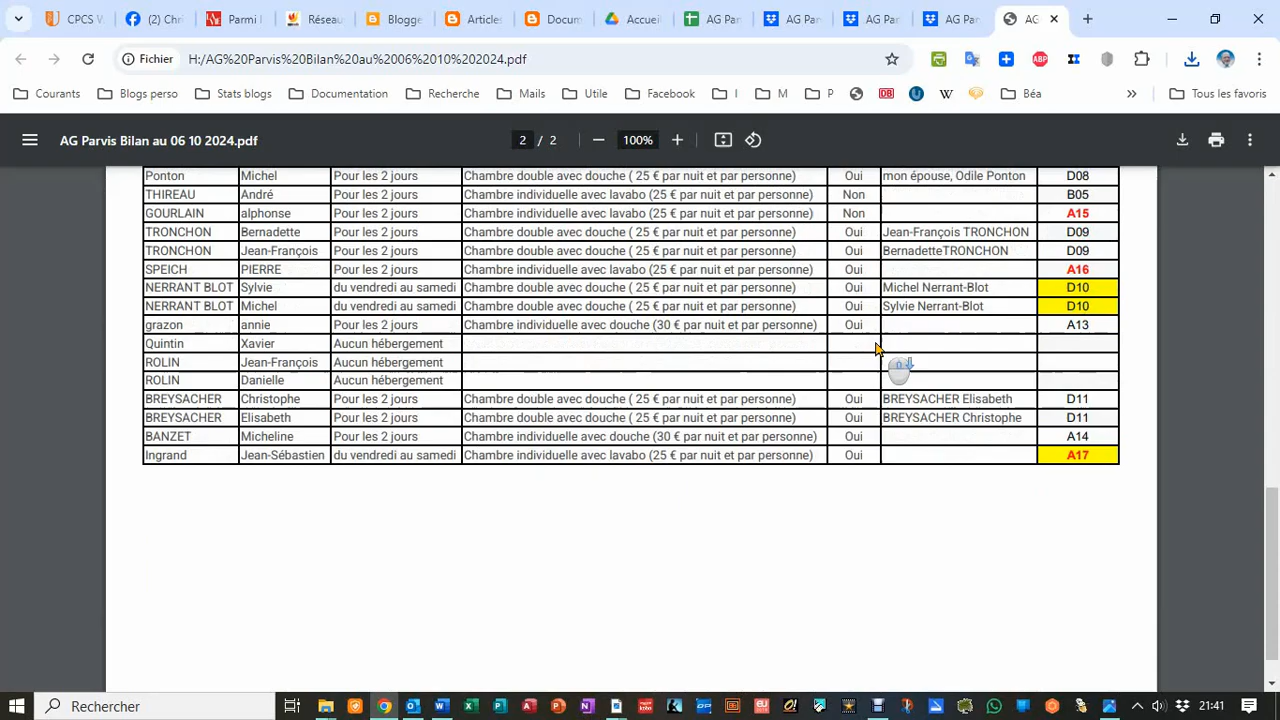 CPCS W
(2) Chri
Parmi l
Réseau
Blogge
Articles
Docum
Accueil
AG Par
AG Par
AG Par
AG Par
AG
Fichier H:/AG%Z0Parvis%2Bilan%20au%2006%2010%202024.pdf
Courants Blogs perso Stats blogs Documentation Recherche Mails Utile Facebook I M P Béa Tous les favoris
AG Parvis Bilan au 06 10 2024.pdf 2 / 2 100%
Ponton Michel Pour les 2 jours Chambre double avec douche ( 25 € par nuit et par personne) Oui mon épouse, Odile Ponton D08
THIREAU André Pour les 2 jours Chambre individuelle avec lavabo (25 € par nuit et par personne) Non B05
GOURLAIN alphonse Pour les 2 jours Chambre individuelle avec lavabo (25 € par nuit et par personne) Non A15
TRONCHON Bernadette Pour les 2 jours Chambre double avec douche ( 25 € par nuit et par personne) Oui Jean-François TRONCHON D09
TRONCHON Jean-François Pour les 2 jours Chambre double avec douche ( 25 € par nuit et par personne) Oui BernadetteTRONCHON D09
SPEICH PIERRE Pour les 2 jours Chambre individuelle avec lavabo (25 € par nuit et par personne) Oui A16
NERRANT BLOT Sylvie du vendredi au samedi Chambre double avec douche ( 25 € par nuit et par personne) Oui Michel Nerrant-Blot D10
NERRANT BLOT Michel du vendredi au samedi Chambre double avec douche ( 25 € par nuit et par personne) Oui Sylvie Nerrant-Blot D10
grazon annie Pour les 2 jours Chambre individuelle avec douche (30 € par nuit et par personne) Oui A13
Quintin Xavier Aucun hébergement
ROLIN Jean-François Aucun hébergement
ROLIN Danielle Aucun hébergement
BREYSACHER Christophe Pour les 2 jours Chambre double avec douche ( 25 € par nuit et par personne) Oui BREYSACHER Elisabeth D11
BREYSACHER Elisabeth Pour les 2 jours Chambre double avec douche ( 25 € par nuit et par personne) Oui BREYSACHER Christophe D11
BANZET Micheline Pour les 2 jours Chambre individuelle avec douche (30 € par nuit et par personne) Oui A14
Ingrand Jean-Sébastien du vendredi au samedi Chambre individuelle avec lavabo (25 € par nuit et par personne) Oui A17
Rechercher 21:41